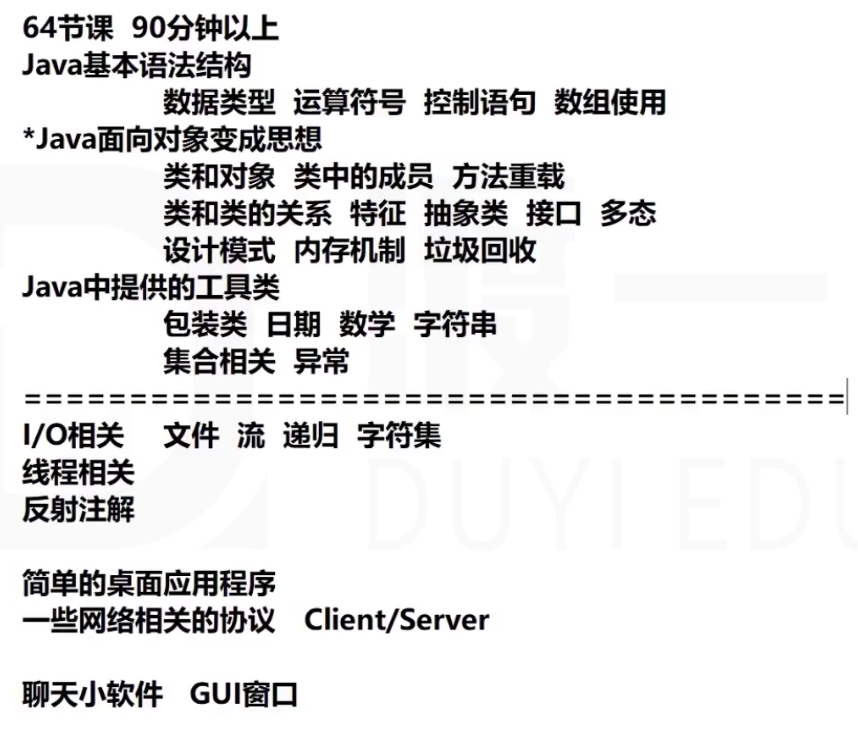 64节课 90分钟以上
Java基本语法结构
数据类型 运算符号 控制语句 数组使用
*Java面向对象变成思想
类和对象 类中的成员 方法重载
类和类的关系 特征 抽象类 接口 多态
设计模式 内存机制 垃圾回收
Java中提供的工具类
包装类 日期 数学 字符串
集合相关 异常
============================================
I/O相关 文件 流 递归 字符集
线程相关
反射注解
DUYI EDU
简单的桌面应用程序
一些网络相关的协议 Client/Server
聊天小软件 GUI窗口